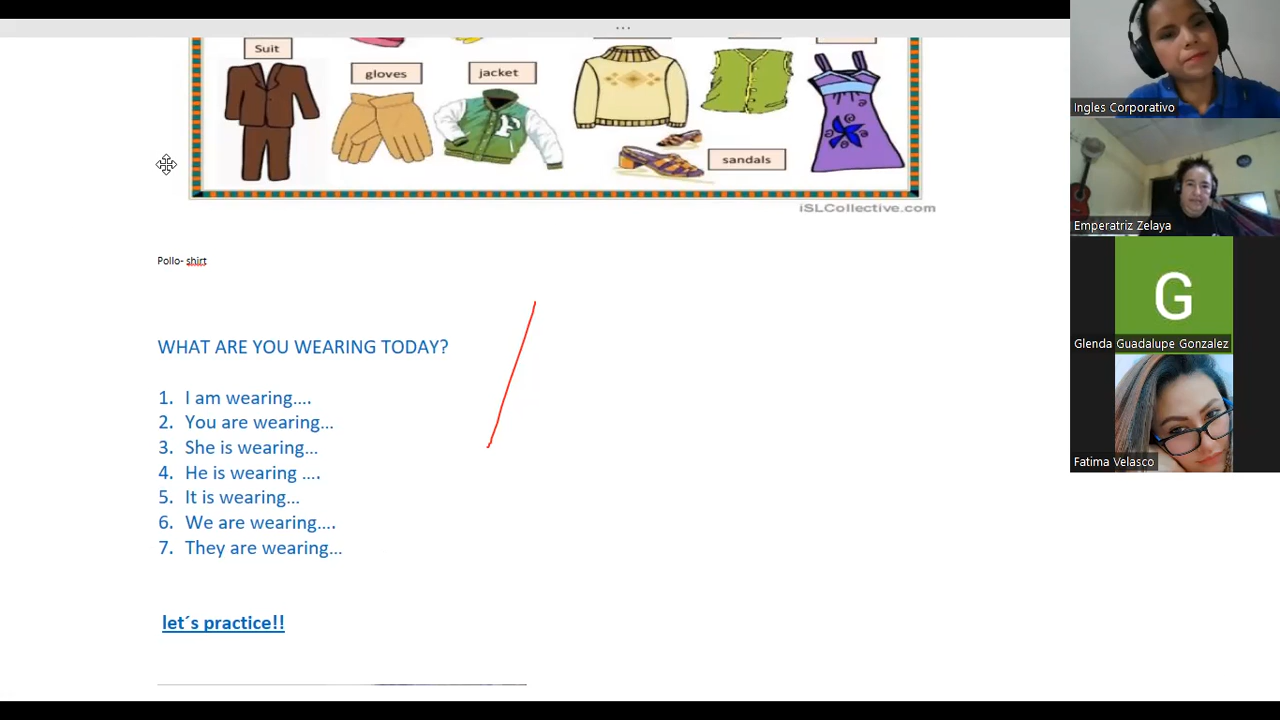 Suit
gloves
jacket
sandals
iSLCollective.com
Pollo- shirt
WHAT ARE YOU WEARING TODAY?
1. I am wearing....
2. You are wearing...
3. She is wearing...
4. He is wearing ....
5. It is wearing...
6. We are wearing....
7. They are wearing...
let´s practice!!
Ingles Corporativo
Emperatriz Zelaya
G
Glenda Guadalupe Gonzalez
Fatima Velasco